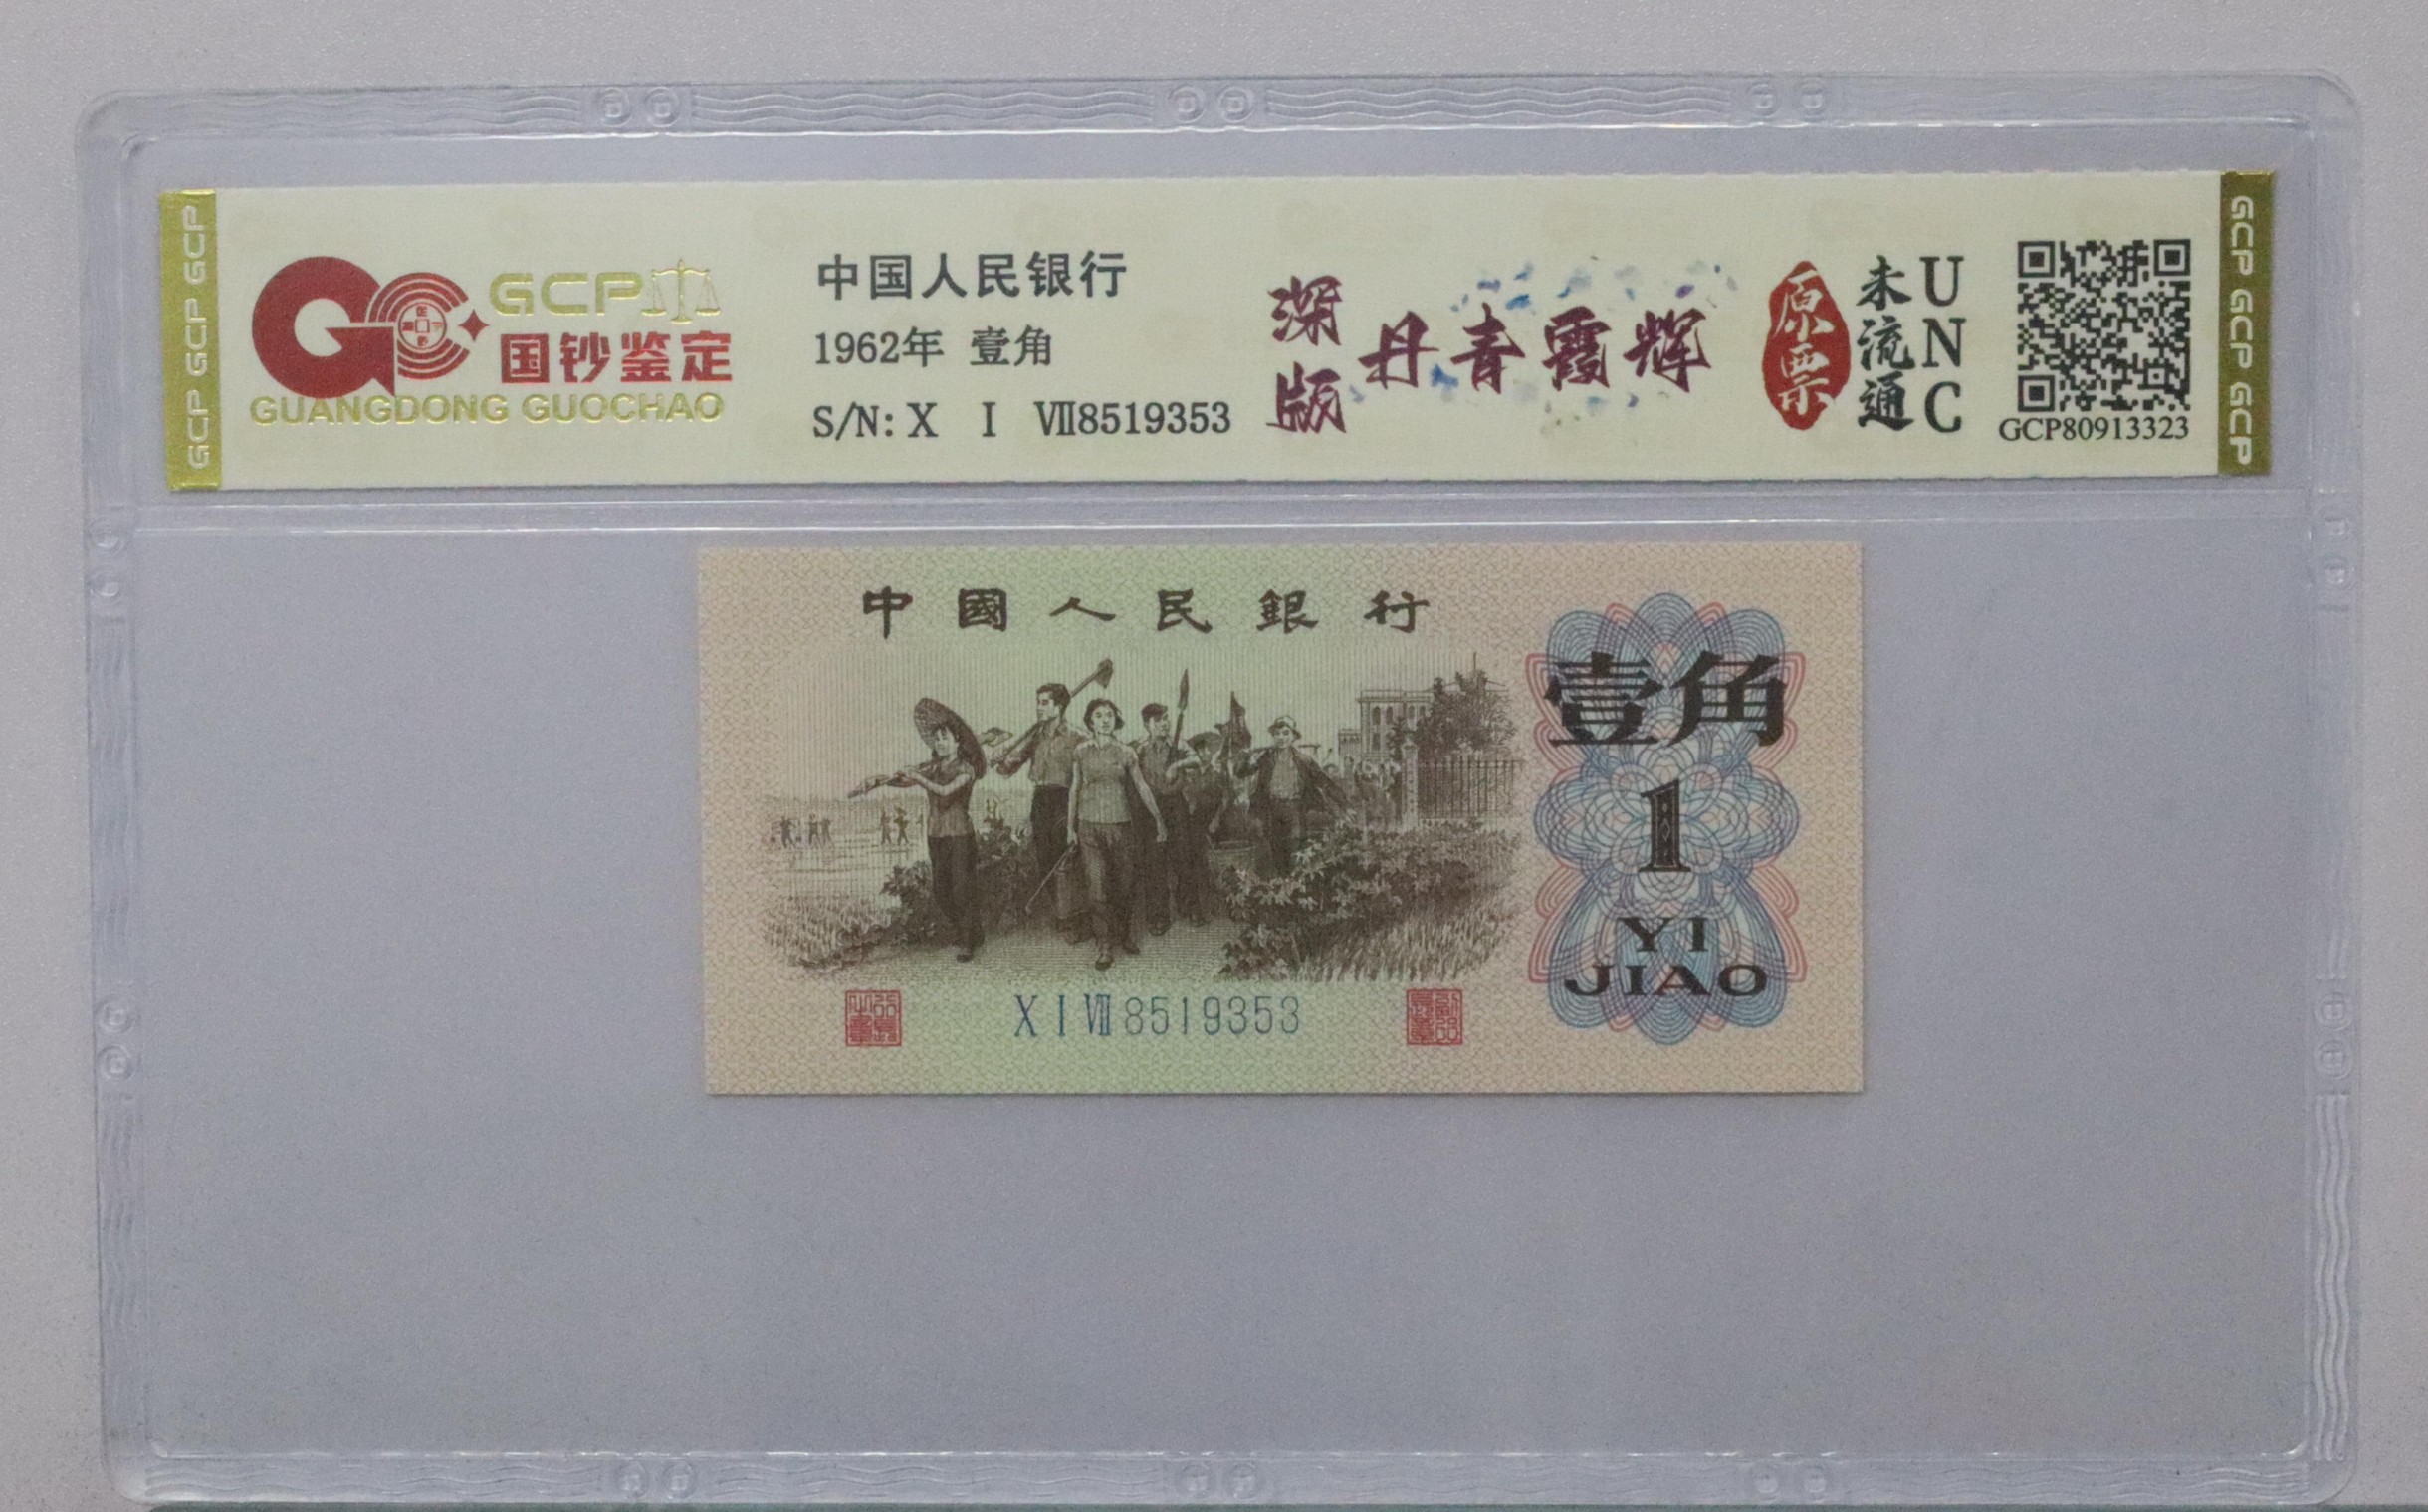 GCP GCP GCP
GCP
国钞鉴定
GUANGDONG GUOCHAO
中国人民银行
1962年 壹角
S/N: X I Ⅶ8519353
深版
丹青霞辉
原票
未流通
UNC
GCP80913323
GCP GCP GCP
中國人民銀行
壹角
1
YI
JIAO
X I Ⅶ 8519353